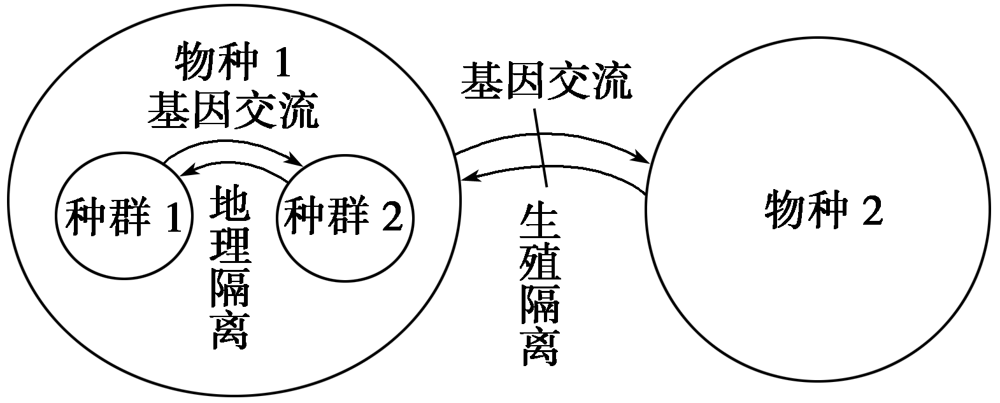 物种 1
基因交流
种群 1
地理隔离
种群 2
基因交流
生殖隔离
物种 2